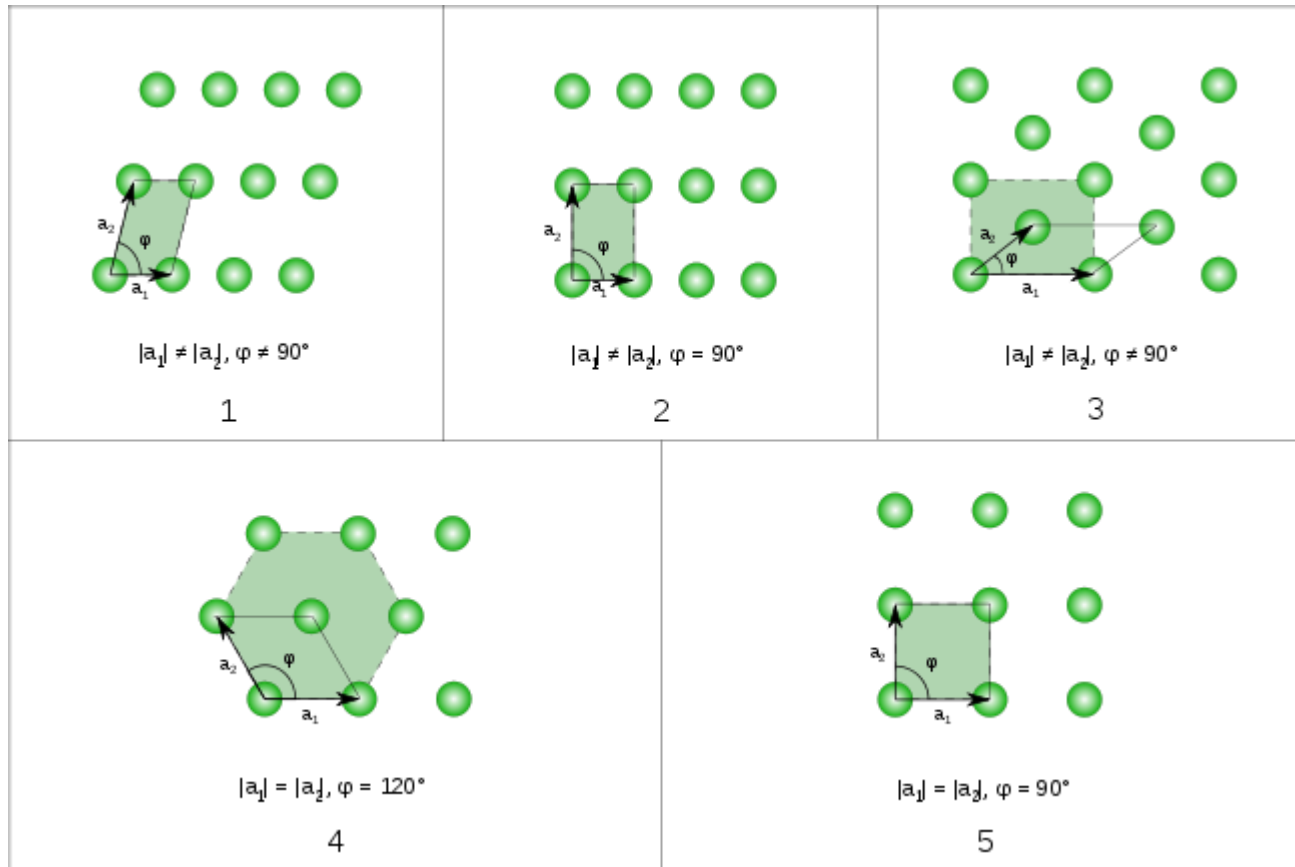 a₂
φ
a₁
|a₁| ≠ |a₂|, φ ≠ 90°
1
a₂
φ
a₁
|a₁| ≠ |a₂|, φ = 90°
2
a₂
φ
a₁
|a₁| ≠ |a₂|, φ ≠ 90°
3
a₂
φ
a₁
|a₁| = |a₂|, φ = 120°
4
a₂
φ
a₁
|a₁| = |a₂|, φ = 90°
5